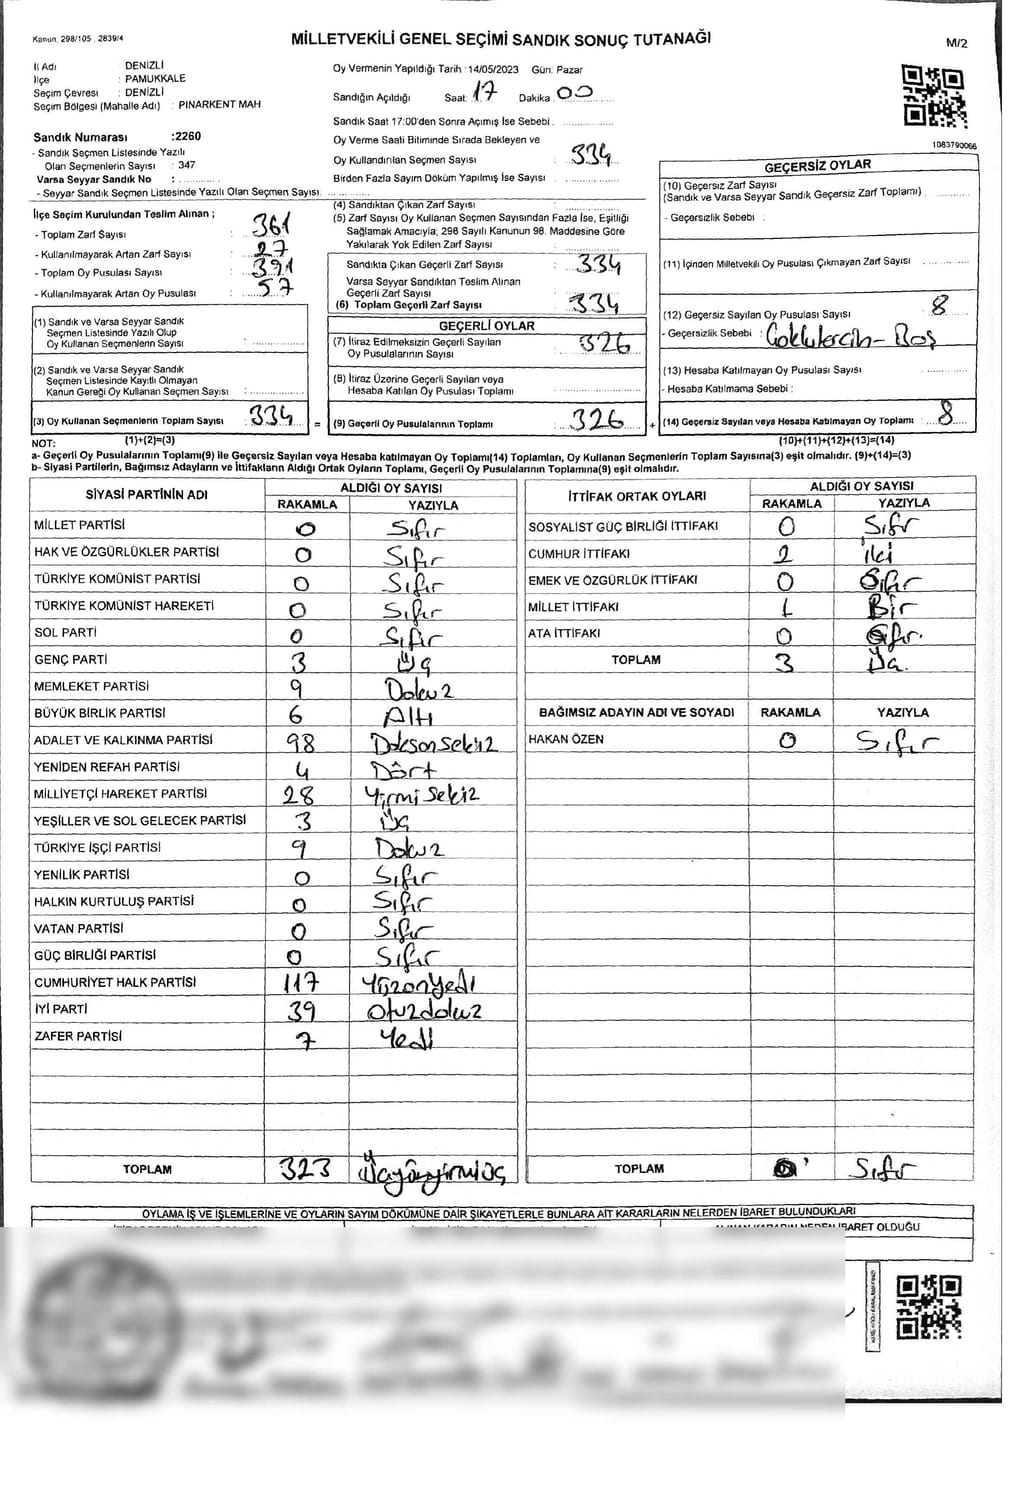 Kanun. 298/105 . 2839/4
MİLLETVEKİLİ GENEL SEÇİMİ SANDIK SONUÇ TUTANAĞI
M/2
İl Adı : DENİZLİ
İlçe : PAMUKKALE
Seçim Çevresi : DENİZLİ
Seçim Bölgesi (Mahalle Adı) : PINARKENT MAH
Sandık Numarası :2260
- Sandık Seçmen Listesinde Yazılı
Olan Seçmenlerin Sayısı : 347
Varsa Seyyar Sandık No :
- Seyyar Sandık Seçmen Listesinde Yazılı Olan Seçmen Sayısı.
Oy Vermenin Yapıldığı Tarih :14/05/2023 Gün: Pazar
Sandığın Açıldığı Saat: 17 Dakika . 00
Sandık Saat 17:00'den Sonra Açımış İse Sebebi
Oy Verme Saati Bitiminde Sırada Bekleyen ve
Oy Kullandırılan Seçmen Sayısı : 334
Birden Fazla Sayım Döküm Yapılmış İse Sayısı
1083790066
İlçe Seçim Kurulundan Teslim Alınan ;
- Toplam Zarf Sayısı : 361
- Kullanılmayarak Artan Zarf Sayısı : 27
- Toplam Oy Pusulası Sayısı : 391
- Kullanılmayarak Artan Oy Pusulası : 57
(1) Sandık ve Varsa Seyyar Sandık
Seçmen Listesinde Yazılı Olup
Oy Kullanan Seçmenlerin Sayısı
(2) Sandık ve Varsa Seyyar Sandık
Seçmen Listesinde Kayıtlı Olmayan
Kanun Gereği Oy Kullanan Seçmen Sayısı :
(3) Oy Kullanan Seçmenlerin Toplam Sayısı : 334 =
(4) Sandıktan Çıkan Zarf Sayısı :
(5) Zarf Sayısı Oy Kullanan Seçmen Sayısından Fazla İse, Eşitliği
Sağlamak Amacıyla; 298 Sayılı Kanunun 98. Maddesine Göre
Yakılarak Yok Edilen Zarf Sayısı :
Sandıkta Çıkan Geçerli Zarf Sayısı : 334
Varsa Seyyar Sandıktan Teslim Alınan
Geçerli Zarf Sayısı
(6) Toplam Geçerli Zarf Sayısı : 334
GEÇERLİ OYLAR
(7) İtiraz Edilmeksizin Geçerli Sayılan
Oy Pusulalarının Sayısı : 326
(8) İtiraz Üzerine Geçerli Sayılan veya
Hesaba Katılan Oy Pusulası Toplamı
(9) Geçerli Oy Pusulalarının Toplamı : 326 +
GEÇERSİZ OYLAR
(10) Geçersiz Zarf Sayısı
(Sandık ve Varsa Seyyar Sandık Geçersiz Zarf Toplamı)
- Geçersizlik Sebebi :
(11) İçinden Milletvekili Oy Pusulası Çıkmayan Zarf Sayısı
(12) Geçersiz Sayılan Oy Pusulası Sayısı : 8
- Geçersizlik Sebebi : Çoklutercih - Boş
(13) Hesaba Katılmayan Oy Pusulası Sayısı
- Hesaba Katılmama Sebebi :
(14) Geçersiz Sayılan veya Hesaba Katılmayan Oy Toplamı : 8
NOT: (1)+(2)=(3) (10)+(11)+(12)+(13)=(14)
a- Geçerli Oy Pusulalarının Toplamı(9) ile Geçersiz Sayılan veya Hesaba katılmayan Oy Toplamı(14) Toplamları, Oy Kullanan Seçmenlerin Toplam Sayısına(3) eşit olmalıdır. (9)+(14)=(3)
b- Siyasi Partilerin, Bağımsız Adayların ve İttifakların Aldığı Ortak Oyların Toplamı, Geçerli Oy Pusulalarının Toplamına(9) eşit olmalıdır.
SİYASİ PARTİNİN ADI ALDIĞI OY SAYISI
RAKAMLA YAZIYLA
MİLLET PARTİSİ 0 Sıfır
HAK VE ÖZGÜRLÜKLER PARTİSİ 0 Sıfır
TÜRKİYE KOMÜNİST PARTİSİ 0 Sıfır
TÜRKİYE KOMÜNİST HAREKETİ 0 Sıfır
SOL PARTİ 0 Sıfır
GENÇ PARTİ 3 Üç
MEMLEKET PARTİSİ 9 Dokuz
BÜYÜK BİRLİK PARTİSİ 6 Altı
ADALET VE KALKINMA PARTİSİ 98 Doksansekiz
YENİDEN REFAH PARTİSİ 4 Dört
MİLLİYETÇİ HAREKET PARTİSİ 28 Yirmi sekiz
YEŞİLLER VE SOL GELECEK PARTİSİ 3 Üç
TÜRKİYE İŞÇİ PARTİSİ 9 Dokuz
YENİLİK PARTİSİ 0 Sıfır
HALKIN KURTULUŞ PARTİSİ 0 Sıfır
VATAN PARTİSİ 0 Sıfır
GÜÇ BİRLİĞİ PARTİSİ 0 Sıfır
CUMHURİYET HALK PARTİSİ 117 Yüzonyedi
İYİ PARTİ 39 Otuzdokuz
ZAFER PARTİSİ 7 Yedi
TOPLAM 323 Üçyüzyirmiüç
İTTİFAK ORTAK OYLARI ALDIĞI OY SAYISI
RAKAMLA YAZIYLA
SOSYALİST GÜÇ BİRLİĞİ İTTİFAKI 0 Sıfır
CUMHUR İTTİFAKI 2 iki
EMEK VE ÖZGÜRLÜK İTTİFAKI 0 Sıfır
MİLLET İTTİFAKI 1 Bir
ATA İTTİFAKI 0 Sıfır.
TOPLAM 3 Üç.
BAĞIMSIZ ADAYIN ADI VE SOYADI RAKAMLA YAZIYLA
HAKAN ÖZEN 0 Sıfır
TOPLAM 0 Sıfır
OYLAMA İŞ VE İŞLEMLERİNE VE OYLARIN SAYIM DÖKÜMÜNE DAİR ŞİKAYETLERLE BUNLARA AİT KARARLARIN NELERDEN İBARET BULUNDUKLARI
ALINAN KARARIN NEDEN İBARET OLDUĞU